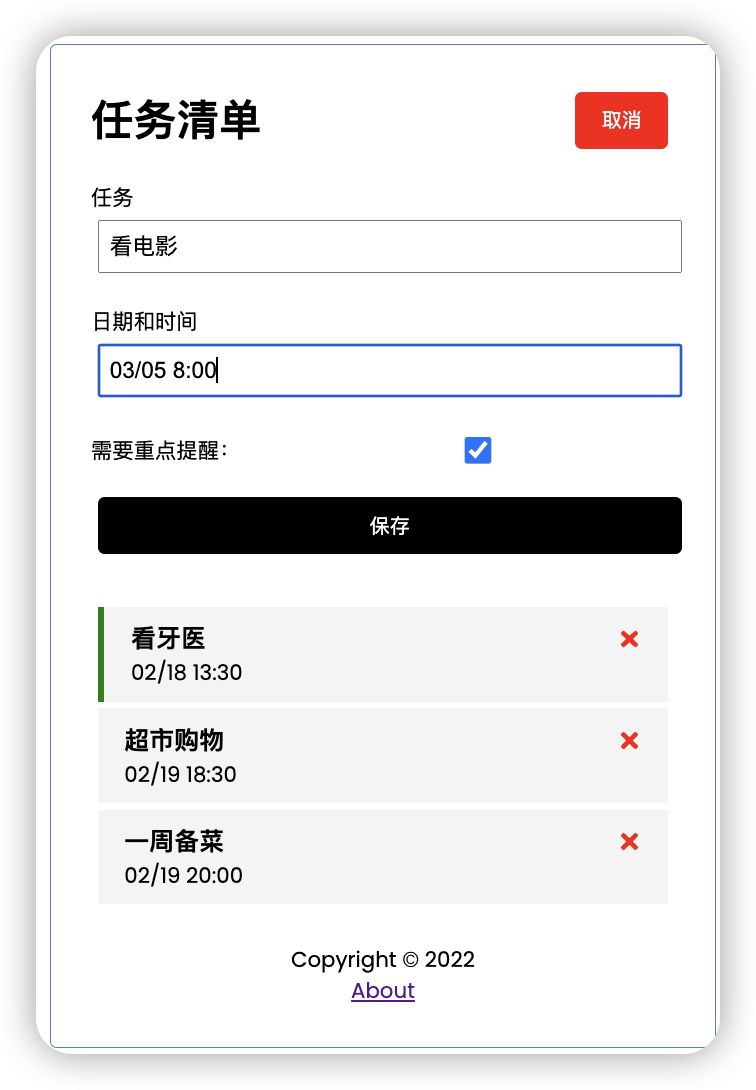 任务清单
取消
任务
看电影
日期和时间
03/05 8:00
需要重点提醒：
保存
看牙医
02/18 13:30
超市购物
02/19 18:30
一周备菜
02/19 20:00
Copyright © 2022
About